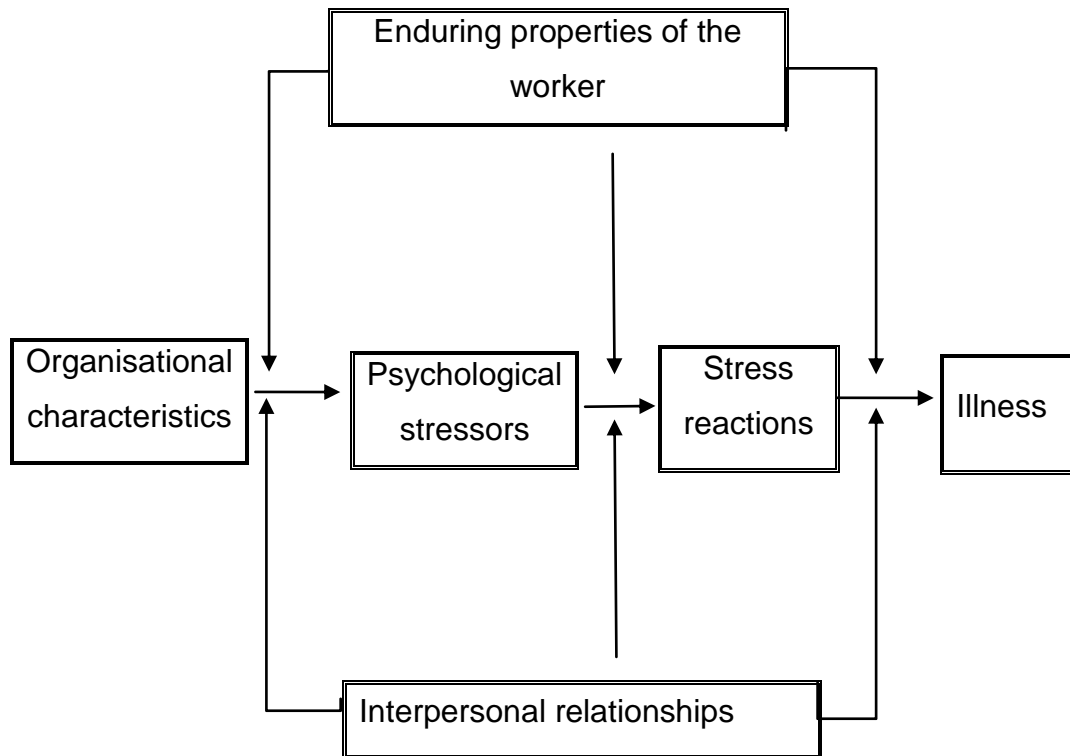 Enduring properties of the
worker
Organisational
characteristics
Psychological
stressors
Stress
reactions
Illness
Interpersonal relationships